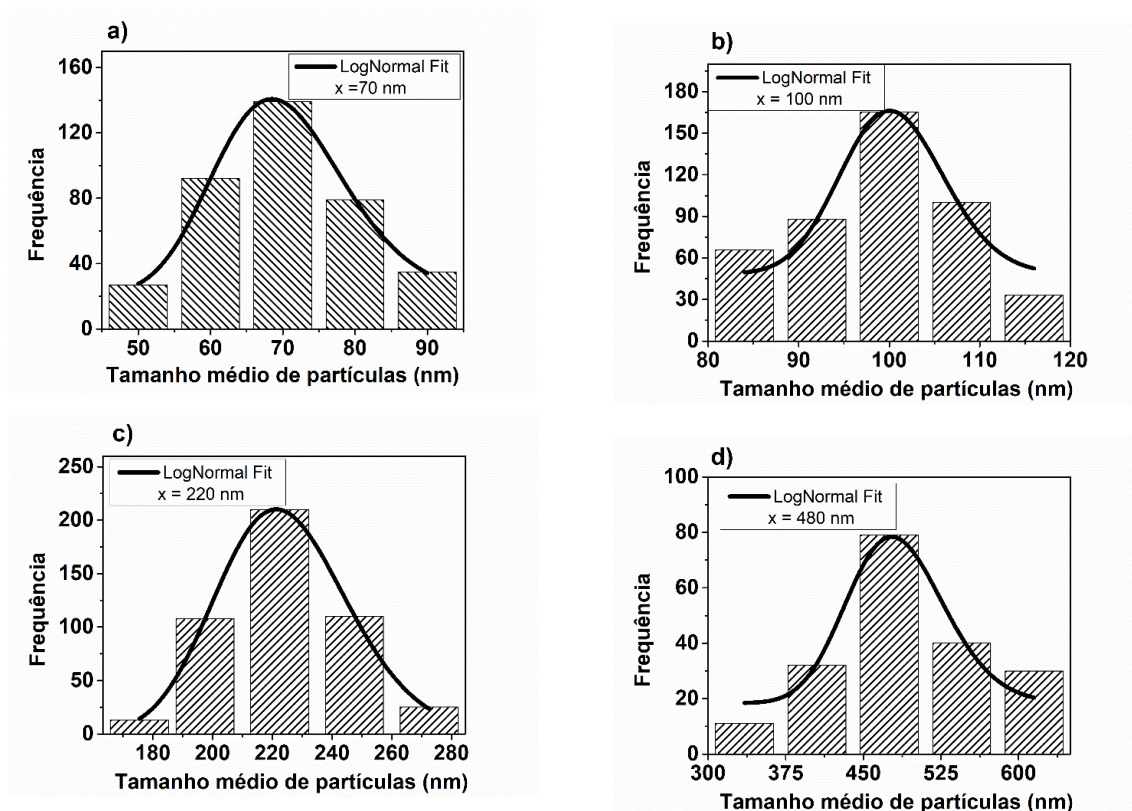 a)
LogNormal Fit
x =70 nm
160
120
80
40
0
Frequência
50 60 70 80 90
Tamanho médio de partículas (nm)
b)
LogNormal Fit
x = 100 nm
180
150
120
90
60
30
0
Frequência
80 90 100 110 120
Tamanho médio de partículas (nm)
c)
LogNormal Fit
x = 220 nm
250
200
150
100
50
0
Frequência
180 200 220 240 260 280
Tamanho médio de partículas (nm)
d)
LogNormal Fit
x = 480 nm
100
80
60
40
20
0
Frequência
300 375 450 525 600
Tamanho médio de partículas (nm)